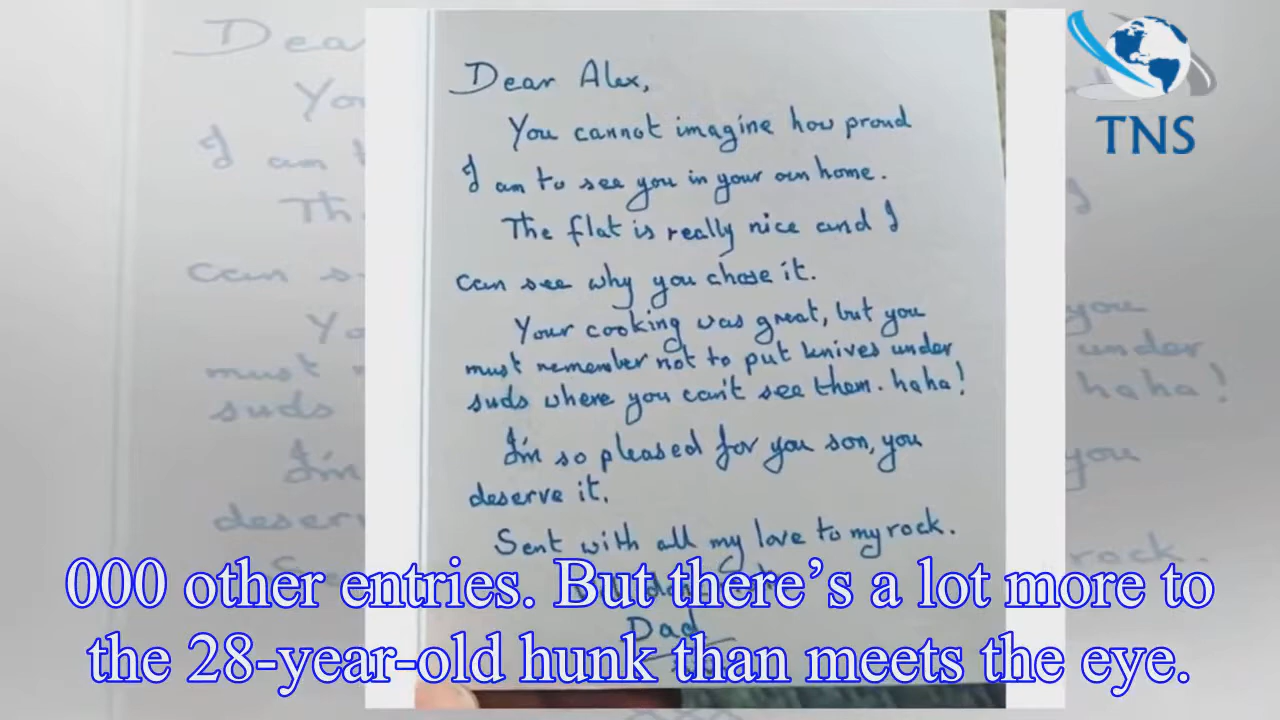 TNS
Dear Alex,
You cannot imagine how proud
I am to see you in your own home.
The flat is really nice and I
can see why you chose it.
Your cooking was great, but you
must remember not to put knives under
suds where you can't see them. haha!
I'm so pleased for you son, you
deserve it.
Sent with all my love to my rock.
Dad
000 other entries. But there’s a lot more to
the 28-year-old hunk than meets the eye.